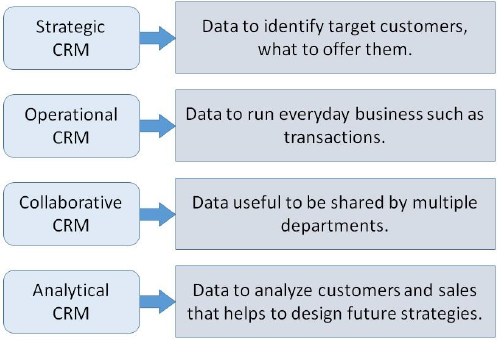 Strategic
CRM
Data to identify target customers,
what to offer them.
Operational
CRM
Data to run everyday business such as
transactions.
Collaborative
CRM
Data useful to be shared by multiple
departments.
Analytical
CRM
Data to analyze customers and sales
that helps to design future strategies.